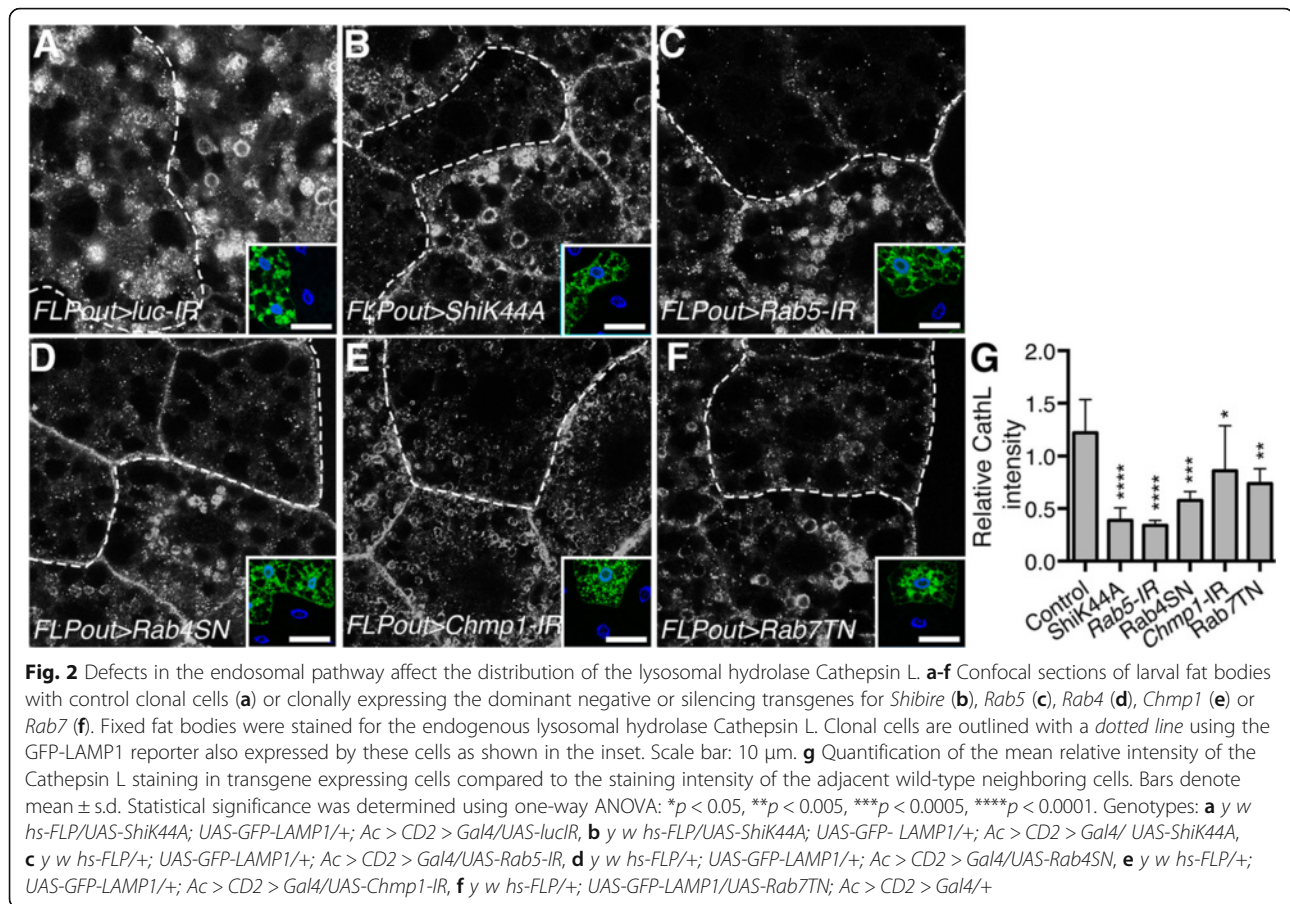 A
FLPout>luc-IR
B
FLPout>ShiK44A
C
FLPout>Rab5-IR
D
FLPout>Rab4SN
E
FLPout>Chmp1-IR
F
FLPout>Rab7TN
G
Relative CathL
intensity
2.0
1.5
1.0
0.5
0.0
****
****
***
*
**
Control
ShiK44A
Rab5-IR
Rab4SN
Chmp1-IR
Rab7TN
Fig. 2 Defects in the endosomal pathway affect the distribution of the lysosomal hydrolase Cathepsin L. a-f Confocal sections of larval fat bodies
with control clonal cells (a) or clonally expressing the dominant negative or silencing transgenes for Shibire (b), Rab5 (c), Rab4 (d), Chmp1 (e) or
Rab7 (f). Fixed fat bodies were stained for the endogenous lysosomal hydrolase Cathepsin L. Clonal cells are outlined with a dotted line using the
GFP-LAMP1 reporter also expressed by these cells as shown in the inset. Scale bar: 10 μm. g Quantification of the mean relative intensity of the
Cathepsin L staining in transgene expressing cells compared to the staining intensity of the adjacent wild-type neighboring cells. Bars denote
mean ± s.d. Statistical significance was determined using one-way ANOVA: *p < 0.05, **p < 0.005, ***p < 0.0005, ****p < 0.0001. Genotypes: a y w
hs-FLP/UAS-ShiK44A; UAS-GFP-LAMP1/+; Ac > CD2 > Gal4/UAS-lucIR, b y w hs-FLP/UAS-ShiK44A; UAS-GFP- LAMP1/+; Ac > CD2 > Gal4/ UAS-ShiK44A,
c y w hs-FLP/+; UAS-GFP-LAMP1/+; Ac > CD2 > Gal4/UAS-Rab5-IR, d y w hs-FLP/+; UAS-GFP-LAMP1/+; Ac > CD2 > Gal4/UAS-Rab4SN, e y w hs-FLP/+;
UAS-GFP-LAMP1/+; Ac > CD2 > Gal4/UAS-Chmp1-IR, f y w hs-FLP/+; UAS-GFP-LAMP1/UAS-Rab7TN; Ac > CD2 > Gal4/+